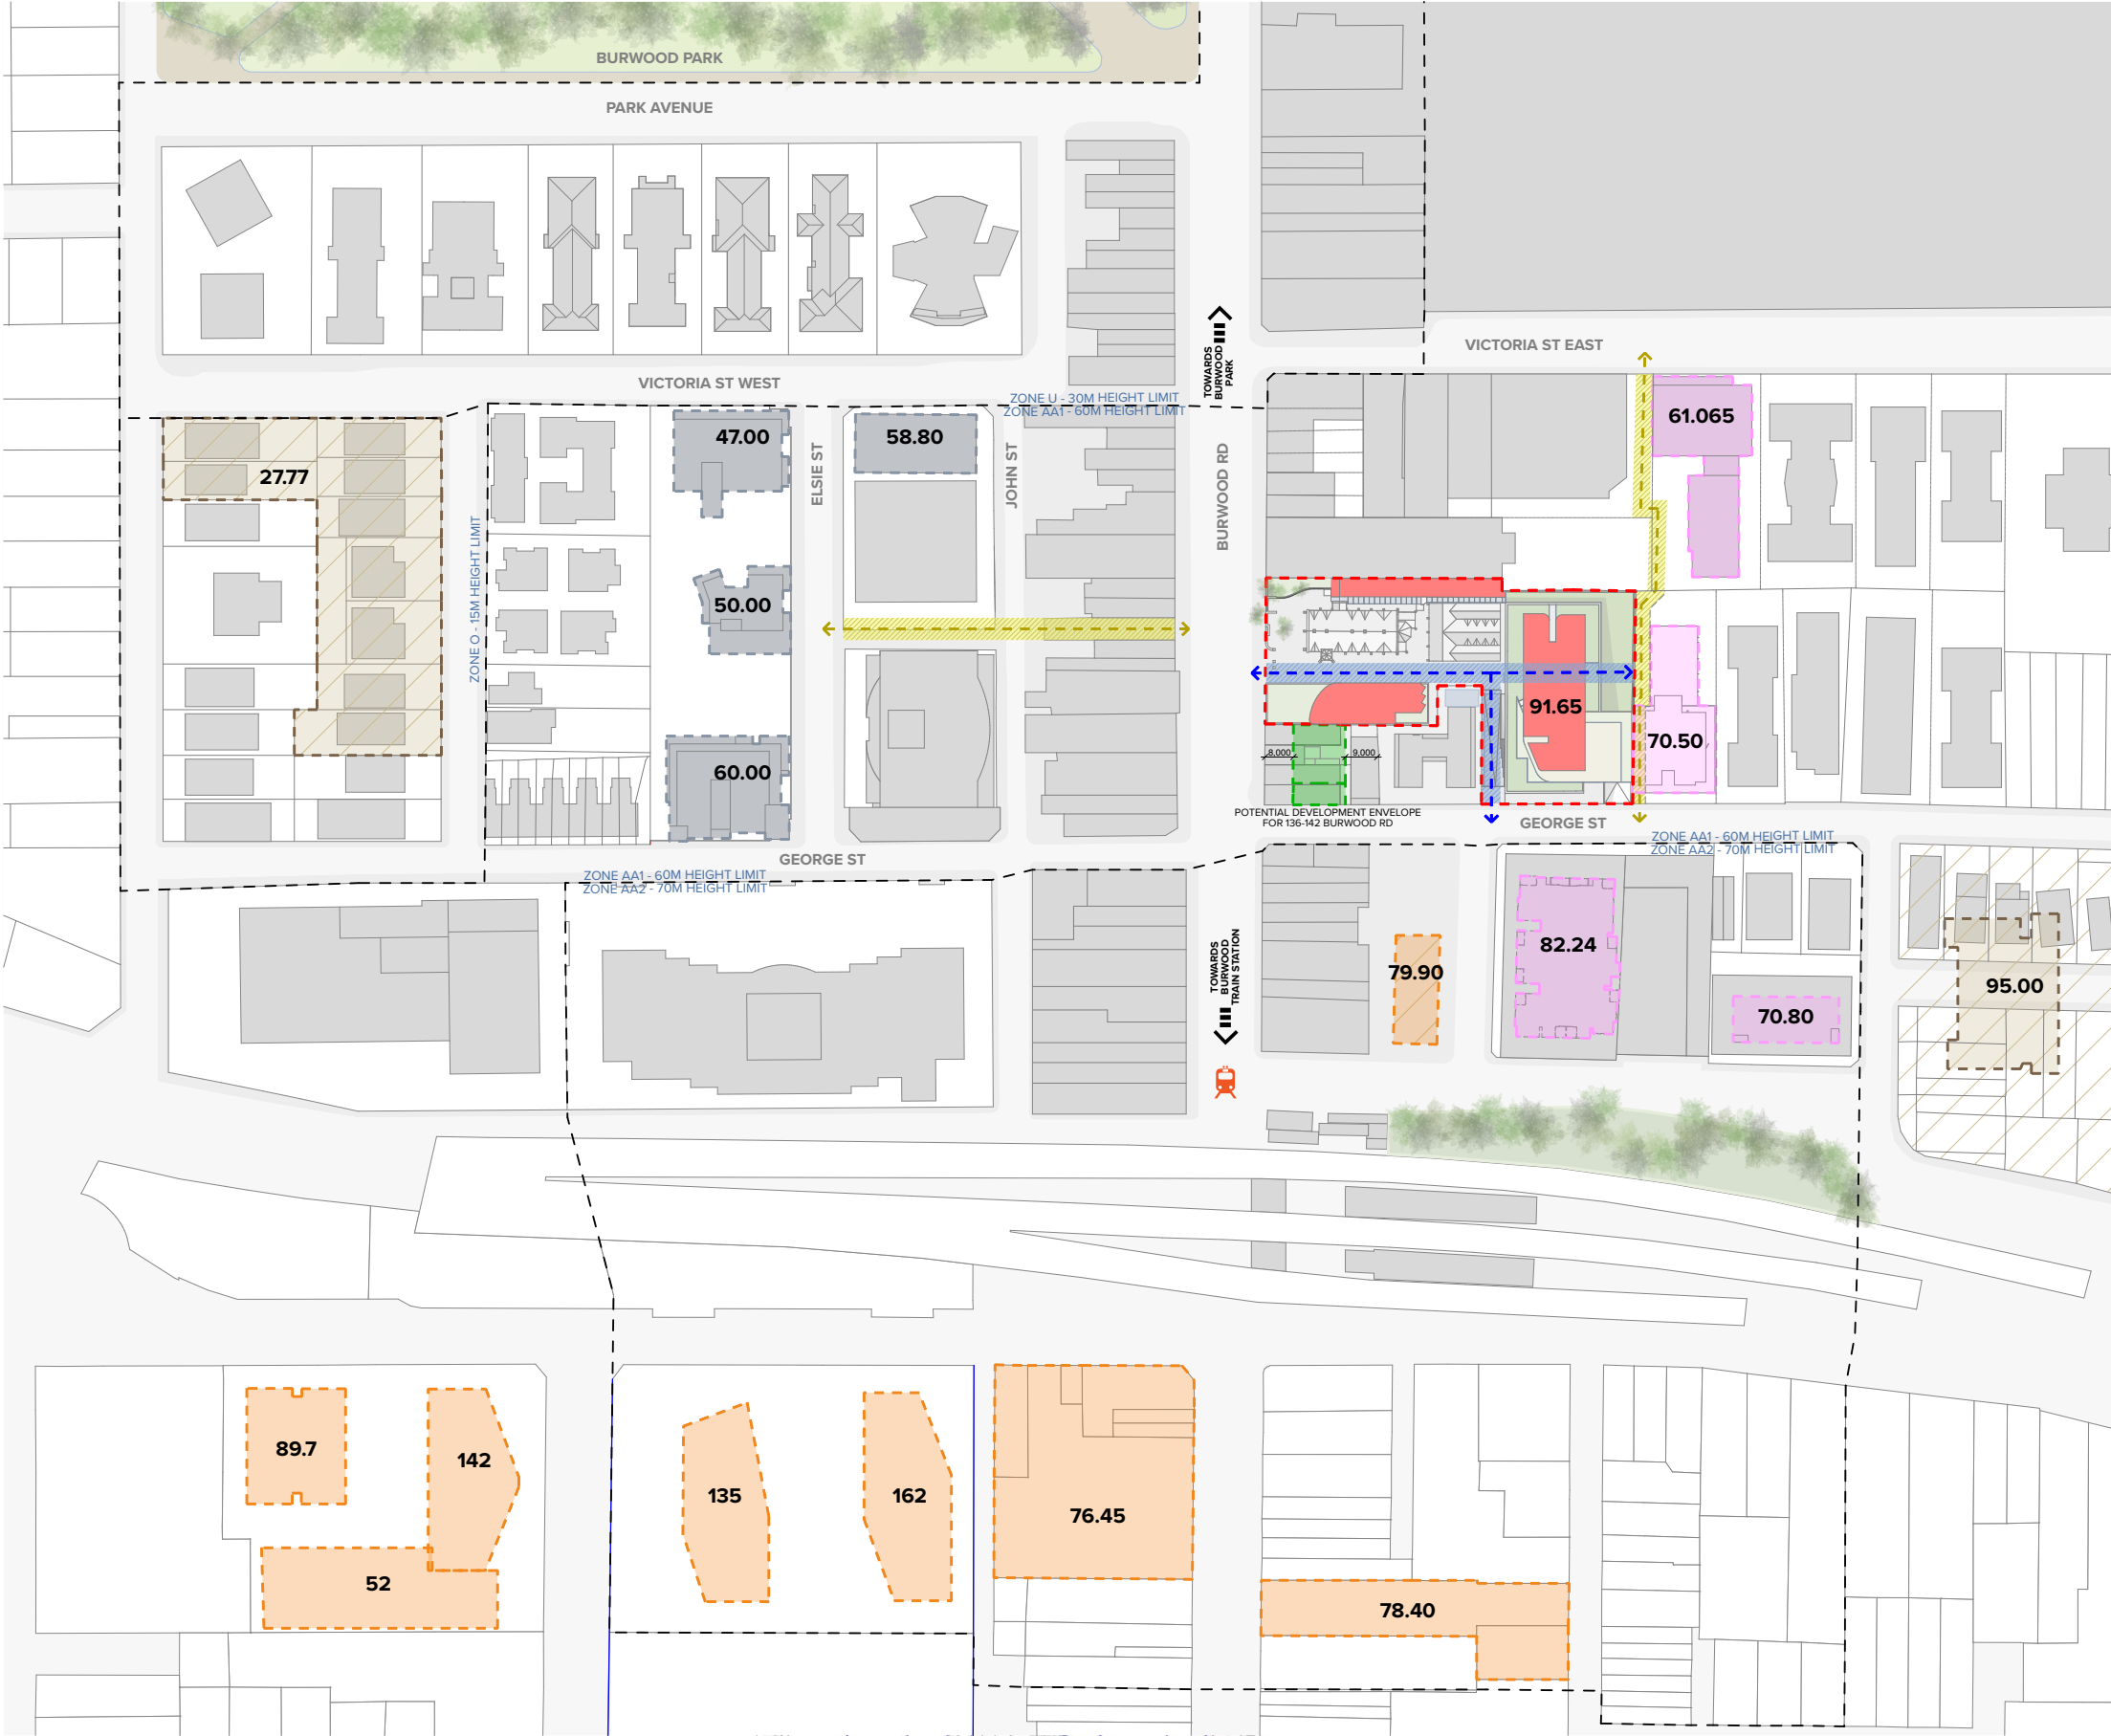 BURWOOD PARK
PARK AVENUE
VICTORIA ST EAST
TOWARDS
BURWOOD
PARK
VICTORIA ST WEST
ZONE U - 30M HEIGHT LIMIT
ZONE AA1 - 60M HEIGHT LIMIT
61.065
47.00
58.80
27.77
ELSIE ST
JOHN ST
BURWOOD RD
ZONE O - 15M HEIGHT LIMIT
50.00
91.65
70.50
60.00
8,000
9,000
POTENTIAL DEVELOPMENT ENVELOPE
FOR 136-142 BURWOOD RD
GEORGE ST
ZONE AA1 - 60M HEIGHT LIMIT
ZONE AA2 - 70M HEIGHT LIMIT
GEORGE ST
ZONE AA1 - 60M HEIGHT LIMIT
ZONE AA2 - 70M HEIGHT LIMIT
TOWARDS
BURWOOD
TRAIN STATION
82.24
79.90
95.00
70.80
89.7
142
135
162
76.45
52
78.40